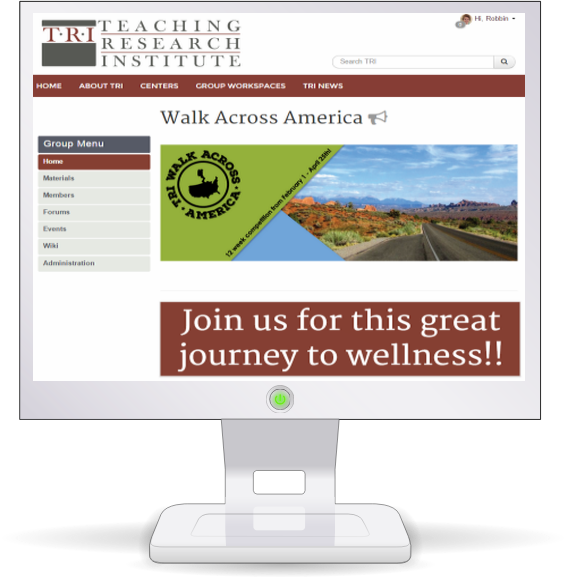 T·R·I TEACHING
RESEARCH
INSTITUTE
Hi, Robbin
Search TRI
HOME ABOUT TRI CENTERS GROUP WORKSPACES TRI NEWS
Walk Across America
Group Menu
Home
Materials
Members
Forums
Events
Wiki
Administration
TRI WALK ACROSS AMERICA
12 week competition from February 1 - April 25th!
Join us for this great
journey to wellness!!